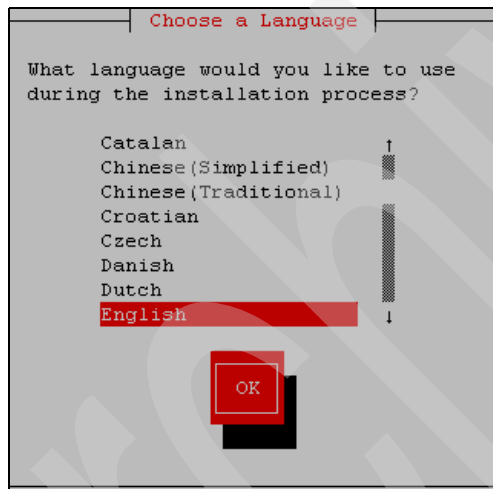 Choose a Language
What language would you like to use
during the installation process?
Catalan
Chinese(Simplified)
Chinese(Traditional)
Croatian
Czech
Danish
Dutch
English
OK